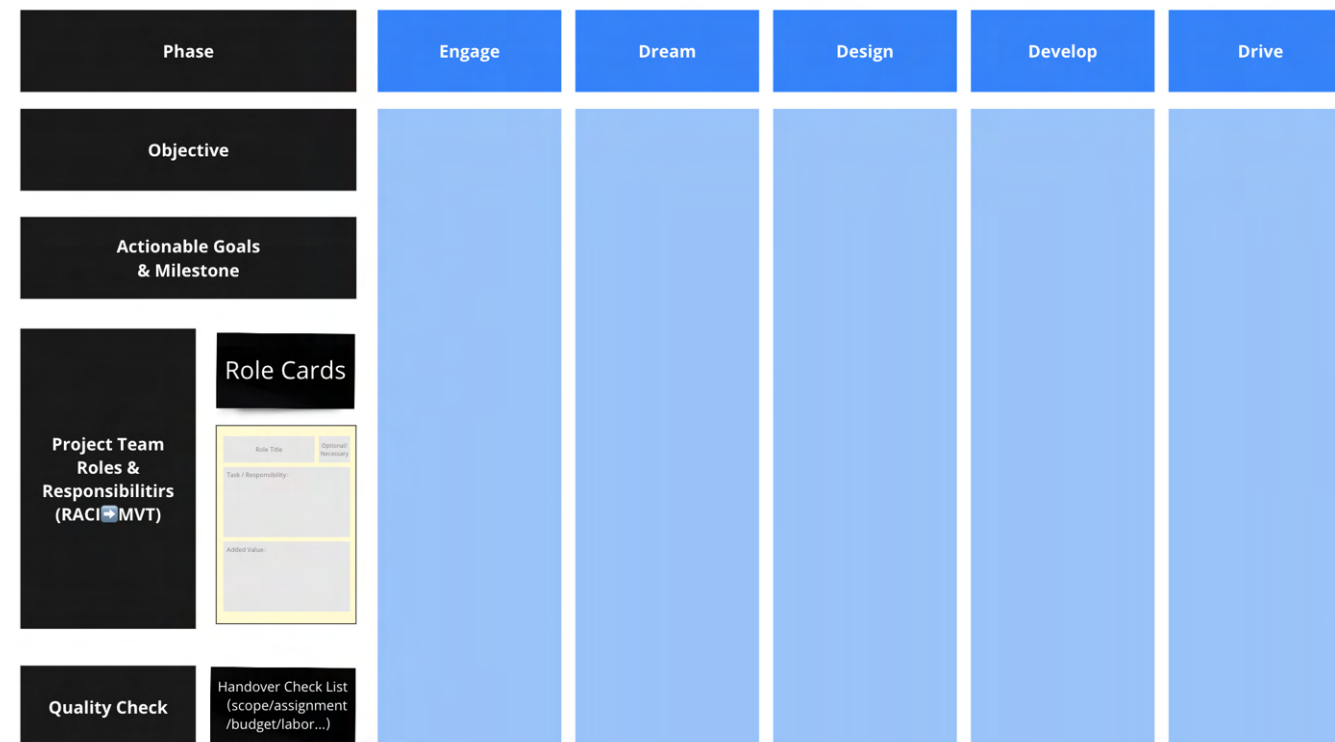 Phase
Engage
Dream
Design
Develop
Drive
Objective
Actionable Goals
& Milestone
Project Team
Roles &
Responsibilitirs
(RACI➡️MVT)
Role Cards
Role Title
Optional/
Necessary
Task / Responsibility:
Added Value:
Quality Check
Handover Check List
(scope/assignment
/budget/labor...)